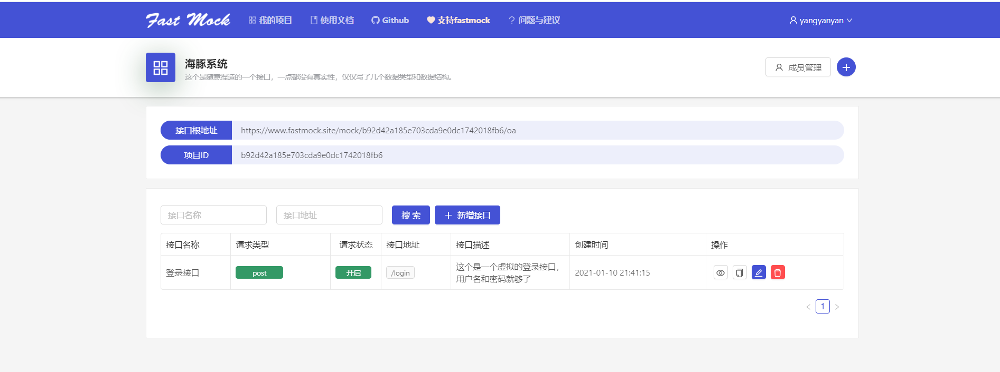 Fast Mock 我的项目 使用文档 Github 支持fastmock ? 问题与建议 yangyanyan
海豚系统
这个是随意捏造的一个接口，一点都没有真实性，仅仅写了几个数据类型和数据结构。
成员管理
接口根地址 https://www.fastmock.site/mock/b92d42a185e703cda9e0dc1742018fb6/oa
项目ID b92d42a185e703cda9e0dc1742018fb6
接口名称 接口地址 搜 索 + 新增接口
接口名称 请求类型 请求状态 接口地址 接口描述 创建时间 操作
登录接口 post 开启 /login 这个是一个虚拟的登录接口， 2021-01-10 21:41:15
用户名和密码就够了
< 1 >